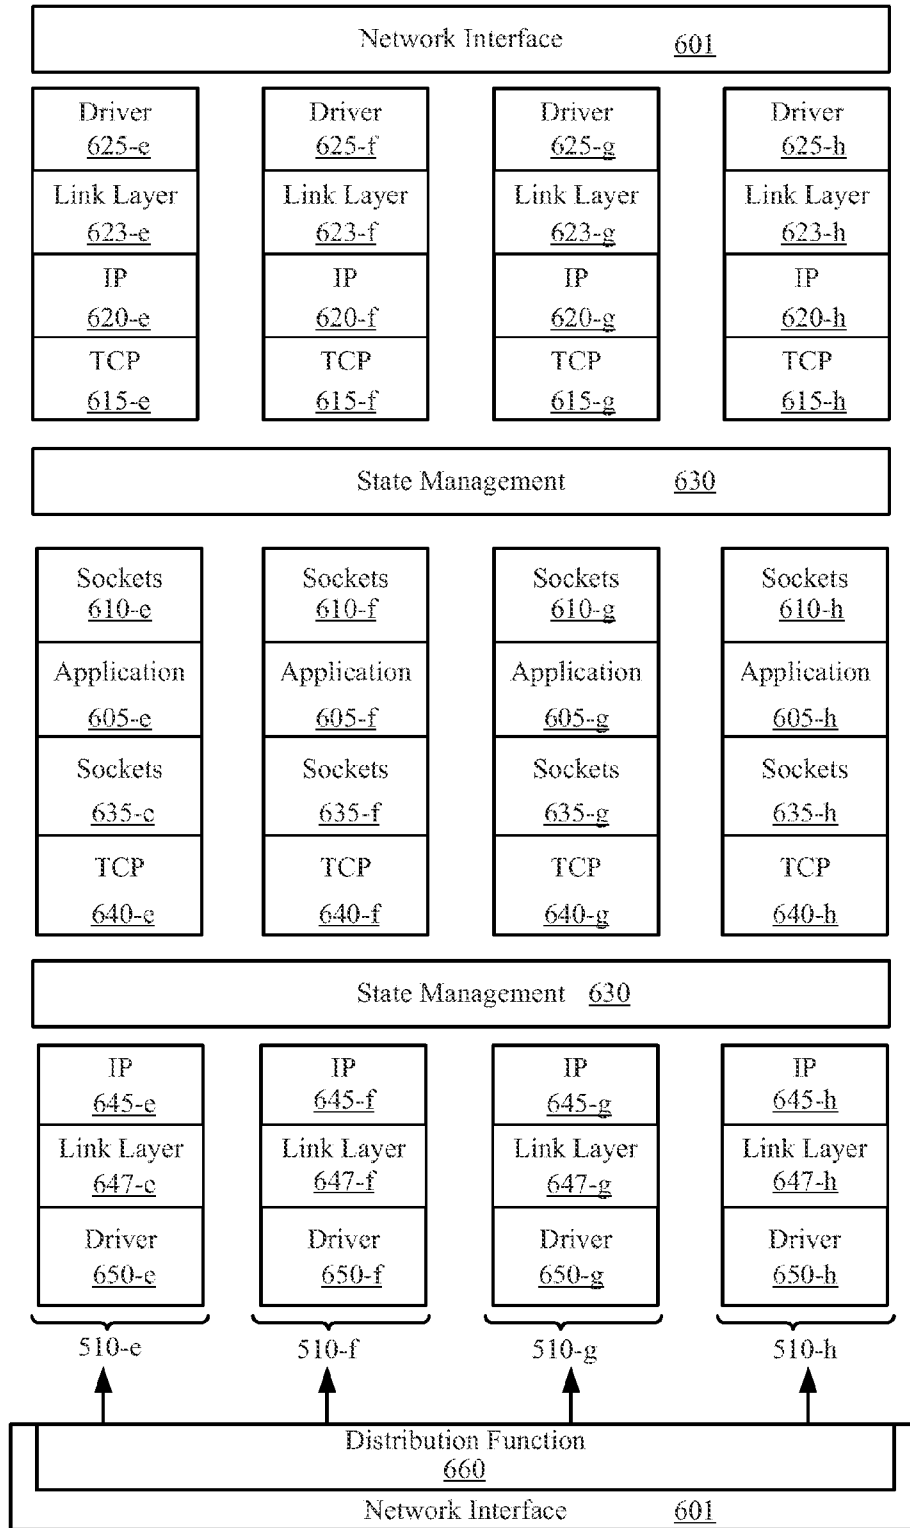 Network Interface 601
Driver Driver Driver Driver
625-e 625-f 625-g 625-h
Link Layer Link Layer Link Layer Link Layer
623-e 623-f 623-g 623-h
IP IP IP IP
620-e 620-f 620-g 620-h
TCP TCP TCP TCP
615-e 615-f 615-g 615-h
State Management 630
Sockets Sockets Sockets Sockets
610-e 610-f 610-g 610-h
Application Application Application Application
605-e 605-f 605-g 605-h
Sockets Sockets Sockets Sockets
635-c 635-f 635-g 635-h
TCP TCP TCP TCP
640-e 640-f 640-g 640-h
State Management 630
IP IP IP IP
645-e 645-f 645-g 645-h
Link Layer Link Layer Link Layer Link Layer
647-c 647-f 647-g 647-h
Driver Driver Driver Driver
650-e 650-f 650-g 650-h
510-e 510-f 510-g 510-h
Distribution Function
660
Network Interface 601